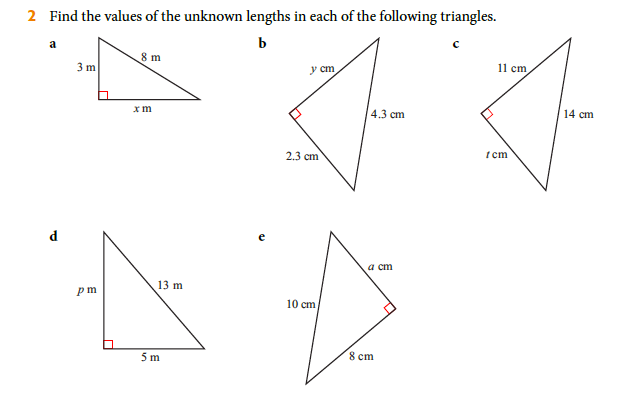 2 Find the values of the unknown lengths in each of the following triangles.
a
3 m
8 m
x m
b
y cm
4.3 cm
2.3 cm
c
11 cm
14 cm
t cm
d
p m
13 m
5 m
e
a cm
10 cm
8 cm